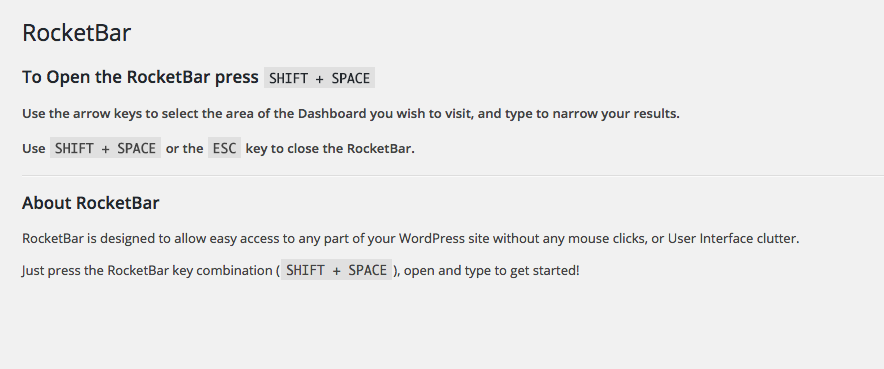 RocketBar
To Open the RocketBar press SHIFT + SPACE
Use the arrow keys to select the area of the Dashboard you wish to visit, and type to narrow your results.
Use SHIFT + SPACE or the ESC key to close the RocketBar.
About RocketBar
RocketBar is designed to allow easy access to any part of your WordPress site without any mouse clicks, or User Interface clutter.
Just press the RocketBar key combination ( SHIFT + SPACE ), open and type to get started!